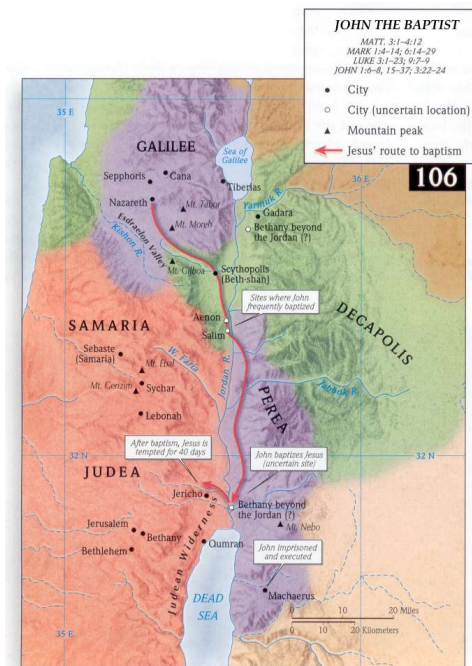 JOHN THE BAPTIST
MATT. 3:1–4:12
MARK 1:4–14; 6:14–29
LUKE 3:1–23; 9:7–9
JOHN 1:6–8, 15–37; 3:22–24
City
City (uncertain location)
Mountain peak
Jesus' route to baptism
106
35 E
36 E
GALILEE
Sea of
Galilee
Sepphoris
Cana
Tiberias
Nazareth
Mt. Tabor
Yarmuk R.
Gadara
Mt. Moreh
Bethany beyond
the Jordan (?)
Esdraelon Valley
Kishon R.
Mt. Gilboa
Scythopolis
(Beth-shan)
Sites where John
frequently baptized
DECAPOLIS
Aenon
Salim
SAMARIA
Sebaste
(Samaria)
W. Faria
Jordan R.
Mt. Ebal
Mt. Gerizim
Sychar
Jabbok R.
PEREA
Lebonah
After baptism, Jesus is
tempted for 40 days
John baptizes Jesus
(uncertain site)
32 N
32 N
JUDEA
Jericho
Bethany beyond
the Jordan (?)
Mt. Nebo
Jerusalem
Bethany
Bethlehem
Qumran
Judean Wilderness
John imprisoned
and executed
DEAD
SEA
Machaerus
0 10 20 Miles
0 10 20 Kilometers
35 E